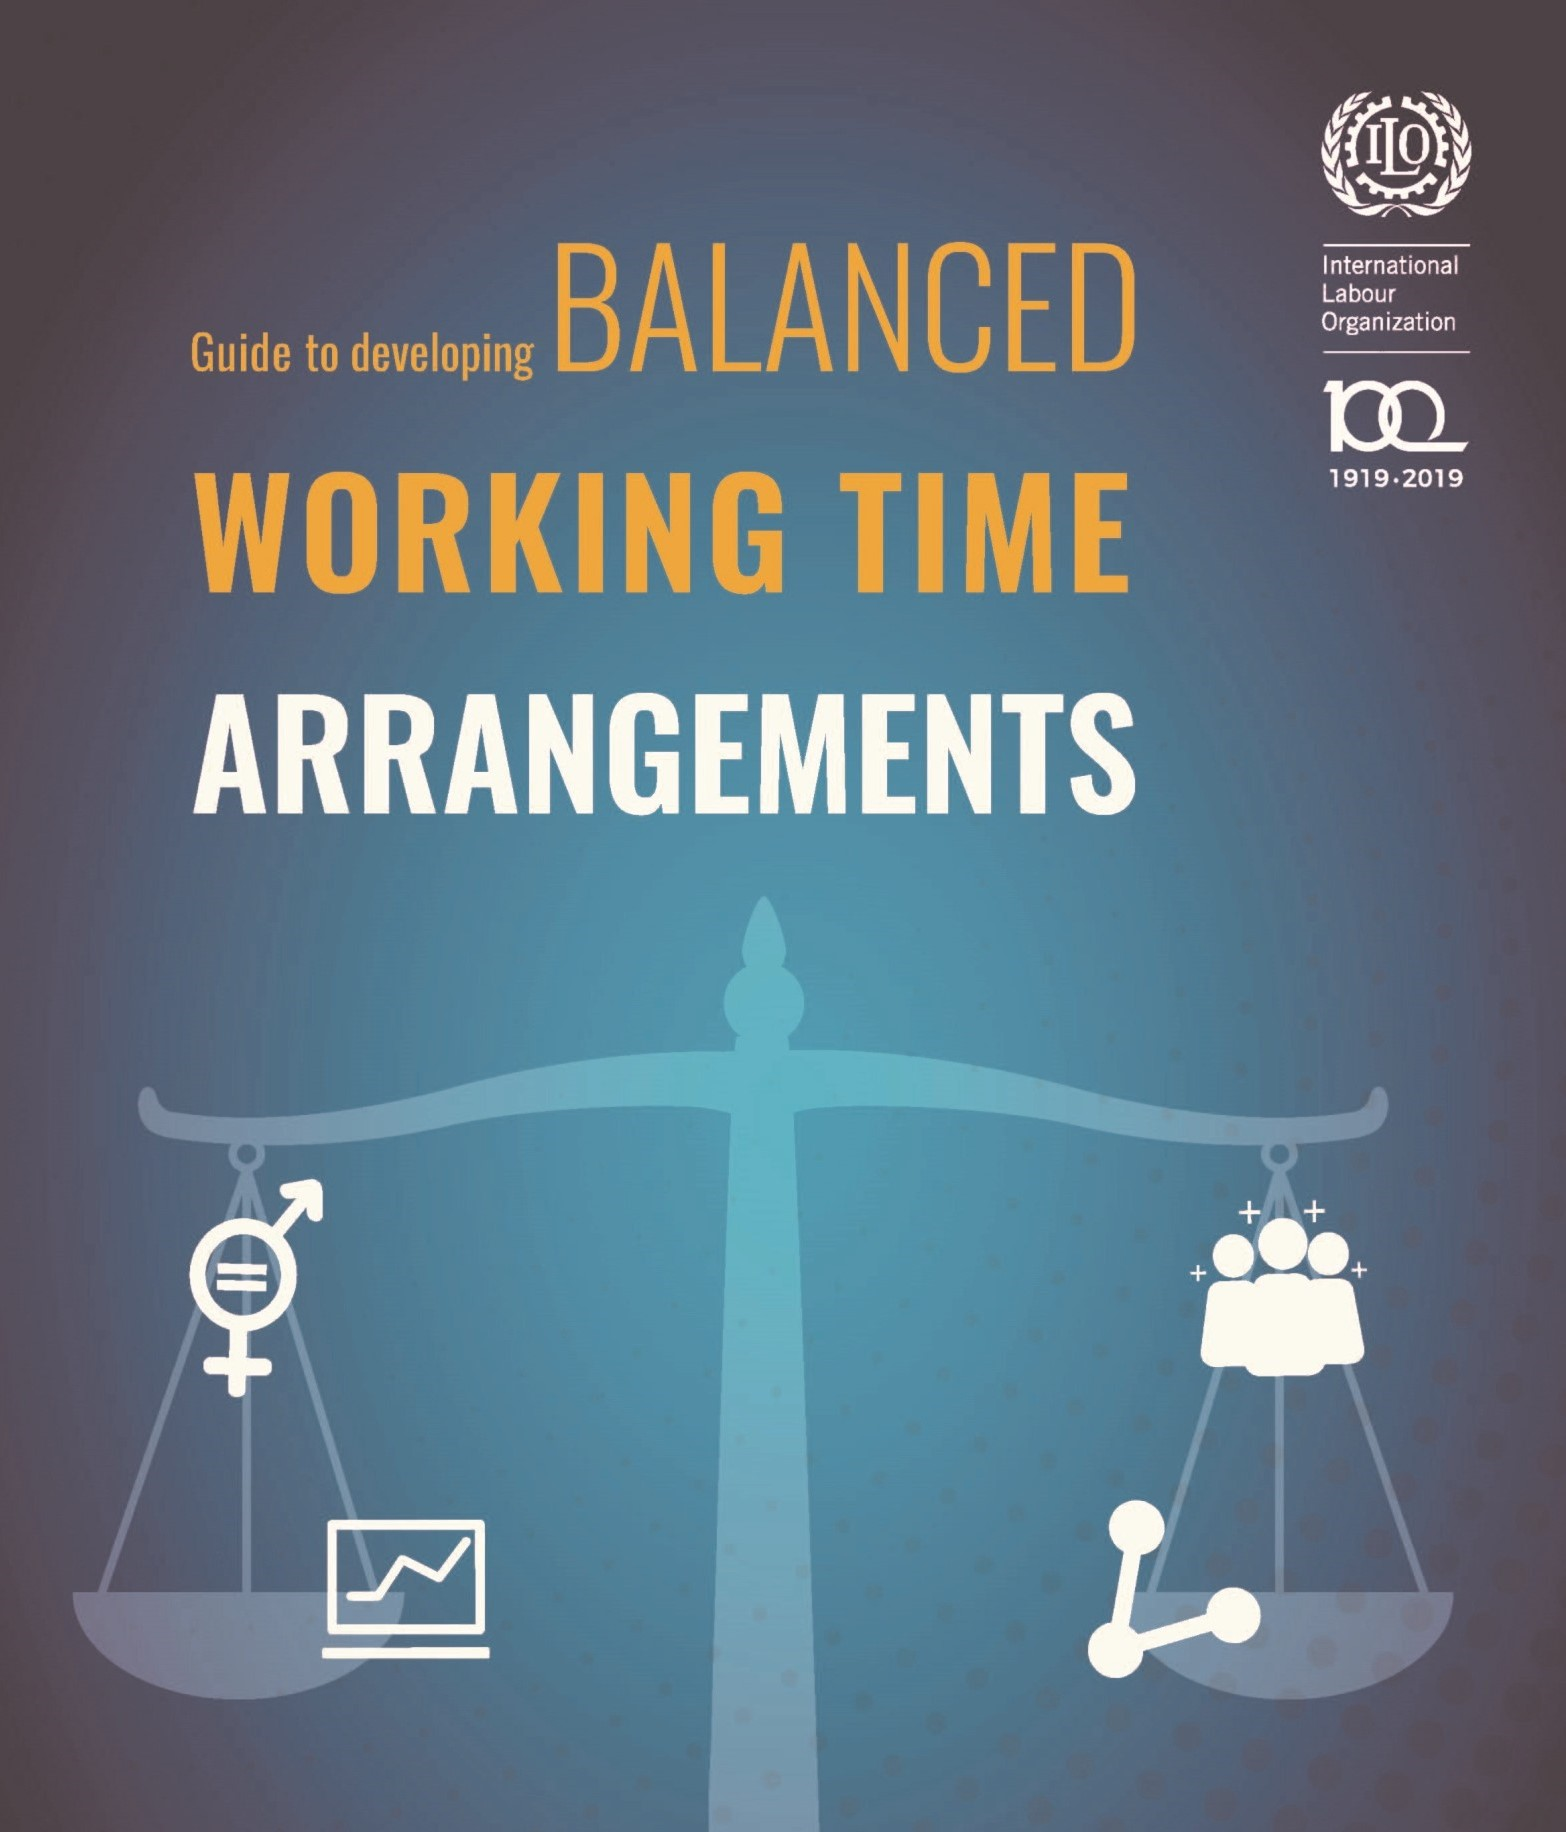 Guide to developing BALANCED
WORKING TIME
ARRANGEMENTS
ILO
International
Labour
Organization
100
1919•2019